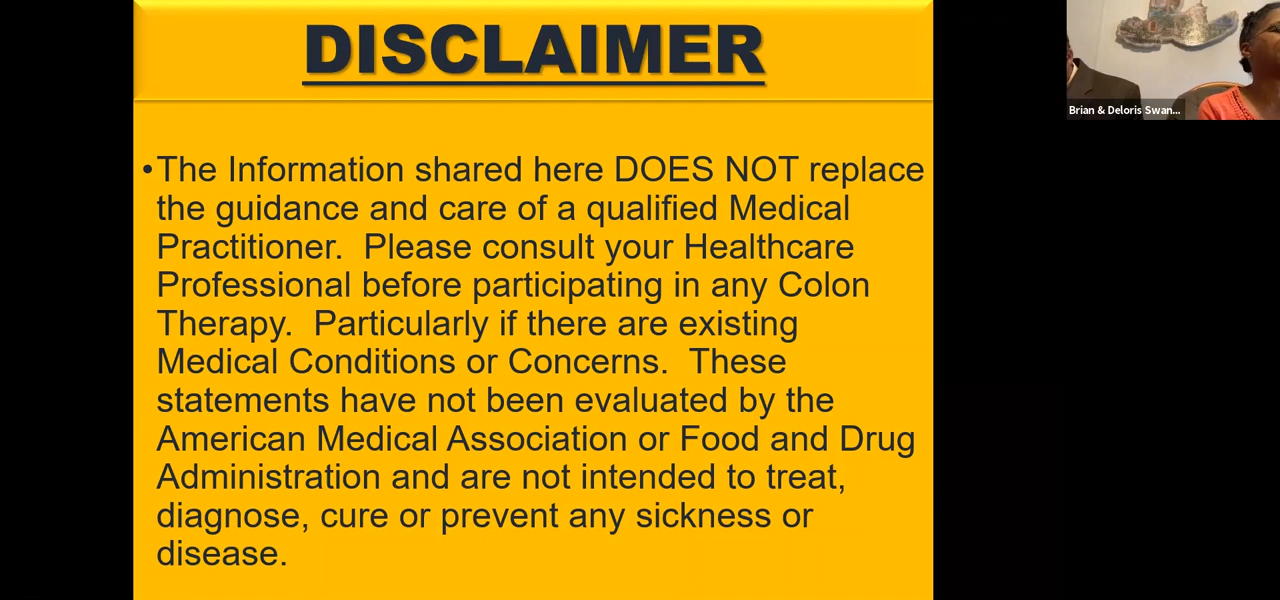 DISCLAIMER
•The Information shared here DOES NOT replace
the guidance and care of a qualified Medical
Practitioner.  Please consult your Healthcare
Professional before participating in any Colon
Therapy.  Particularly if there are existing
Medical Conditions or Concerns.  These
statements have not been evaluated by the
American Medical Association or Food and Drug
Administration and are not intended to treat,
diagnose, cure or prevent any sickness or
disease.
Brian & Deloris Swan...